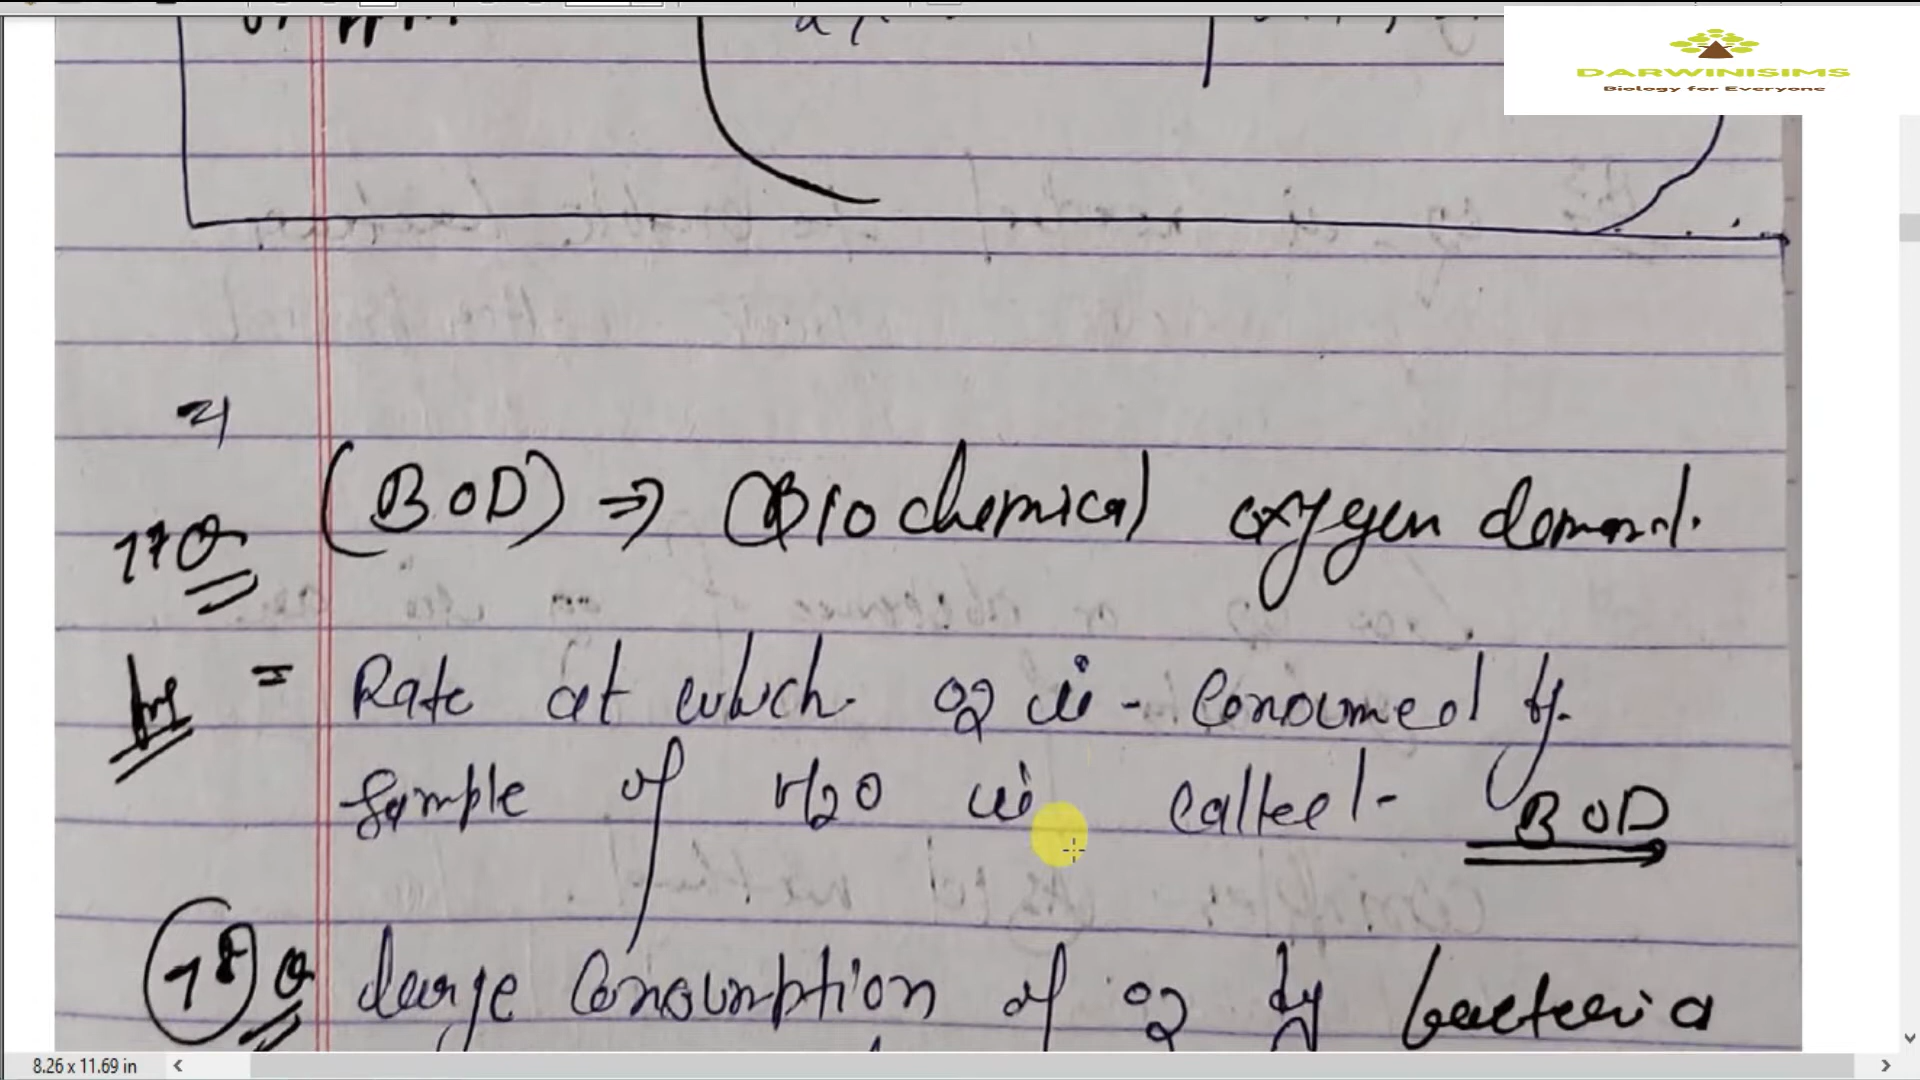 DARWINISIMS
Biology for Everyone
(BOD) ⇒ Biochemical oxygen demand.
17Q
Ans = Rate at which O2 is - Consumed by
Sample of H2O is called - BOD
18 Q large Consumption of O2 by bacteria
8.26 x 11.69 in